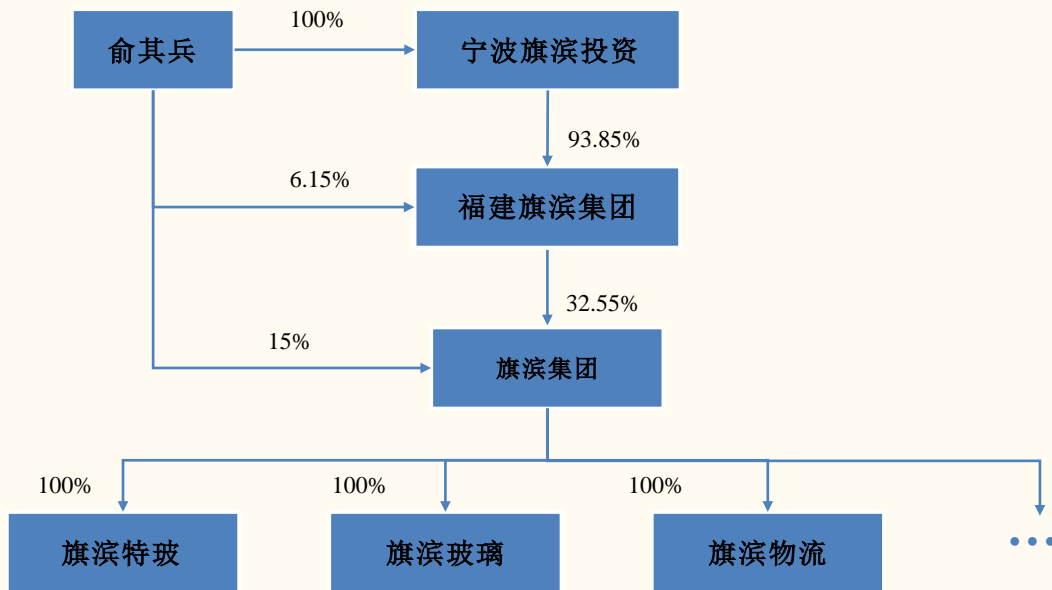 100%
俞其兵
宁波旗滨投资
93.85%
6.15%
福建旗滨集团
32.55%
15%
旗滨集团
100%
100%
100%
旗滨特玻
旗滨玻璃
旗滨物流
•••